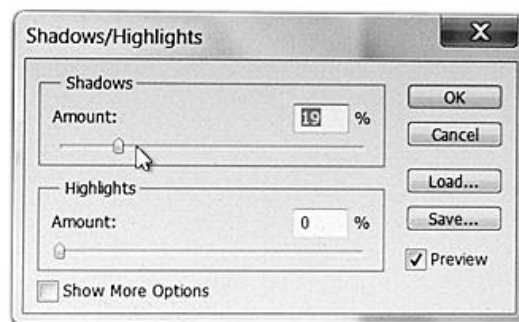 Shadows/Highlights
Shadows
Amount:
19
%
Highlights
Amount:
0
%
Show More Options
OK
Cancel
Load...
Save...
Preview